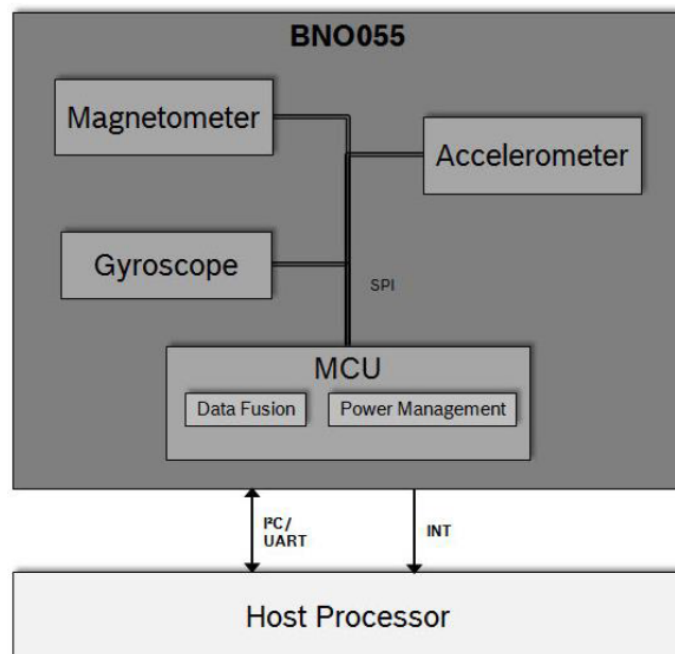 BNO055
Magnetometer
Accelerometer
Gyroscope
SPI
MCU
Data Fusion
Power Management
I²C/
UART
INT
Host Processor